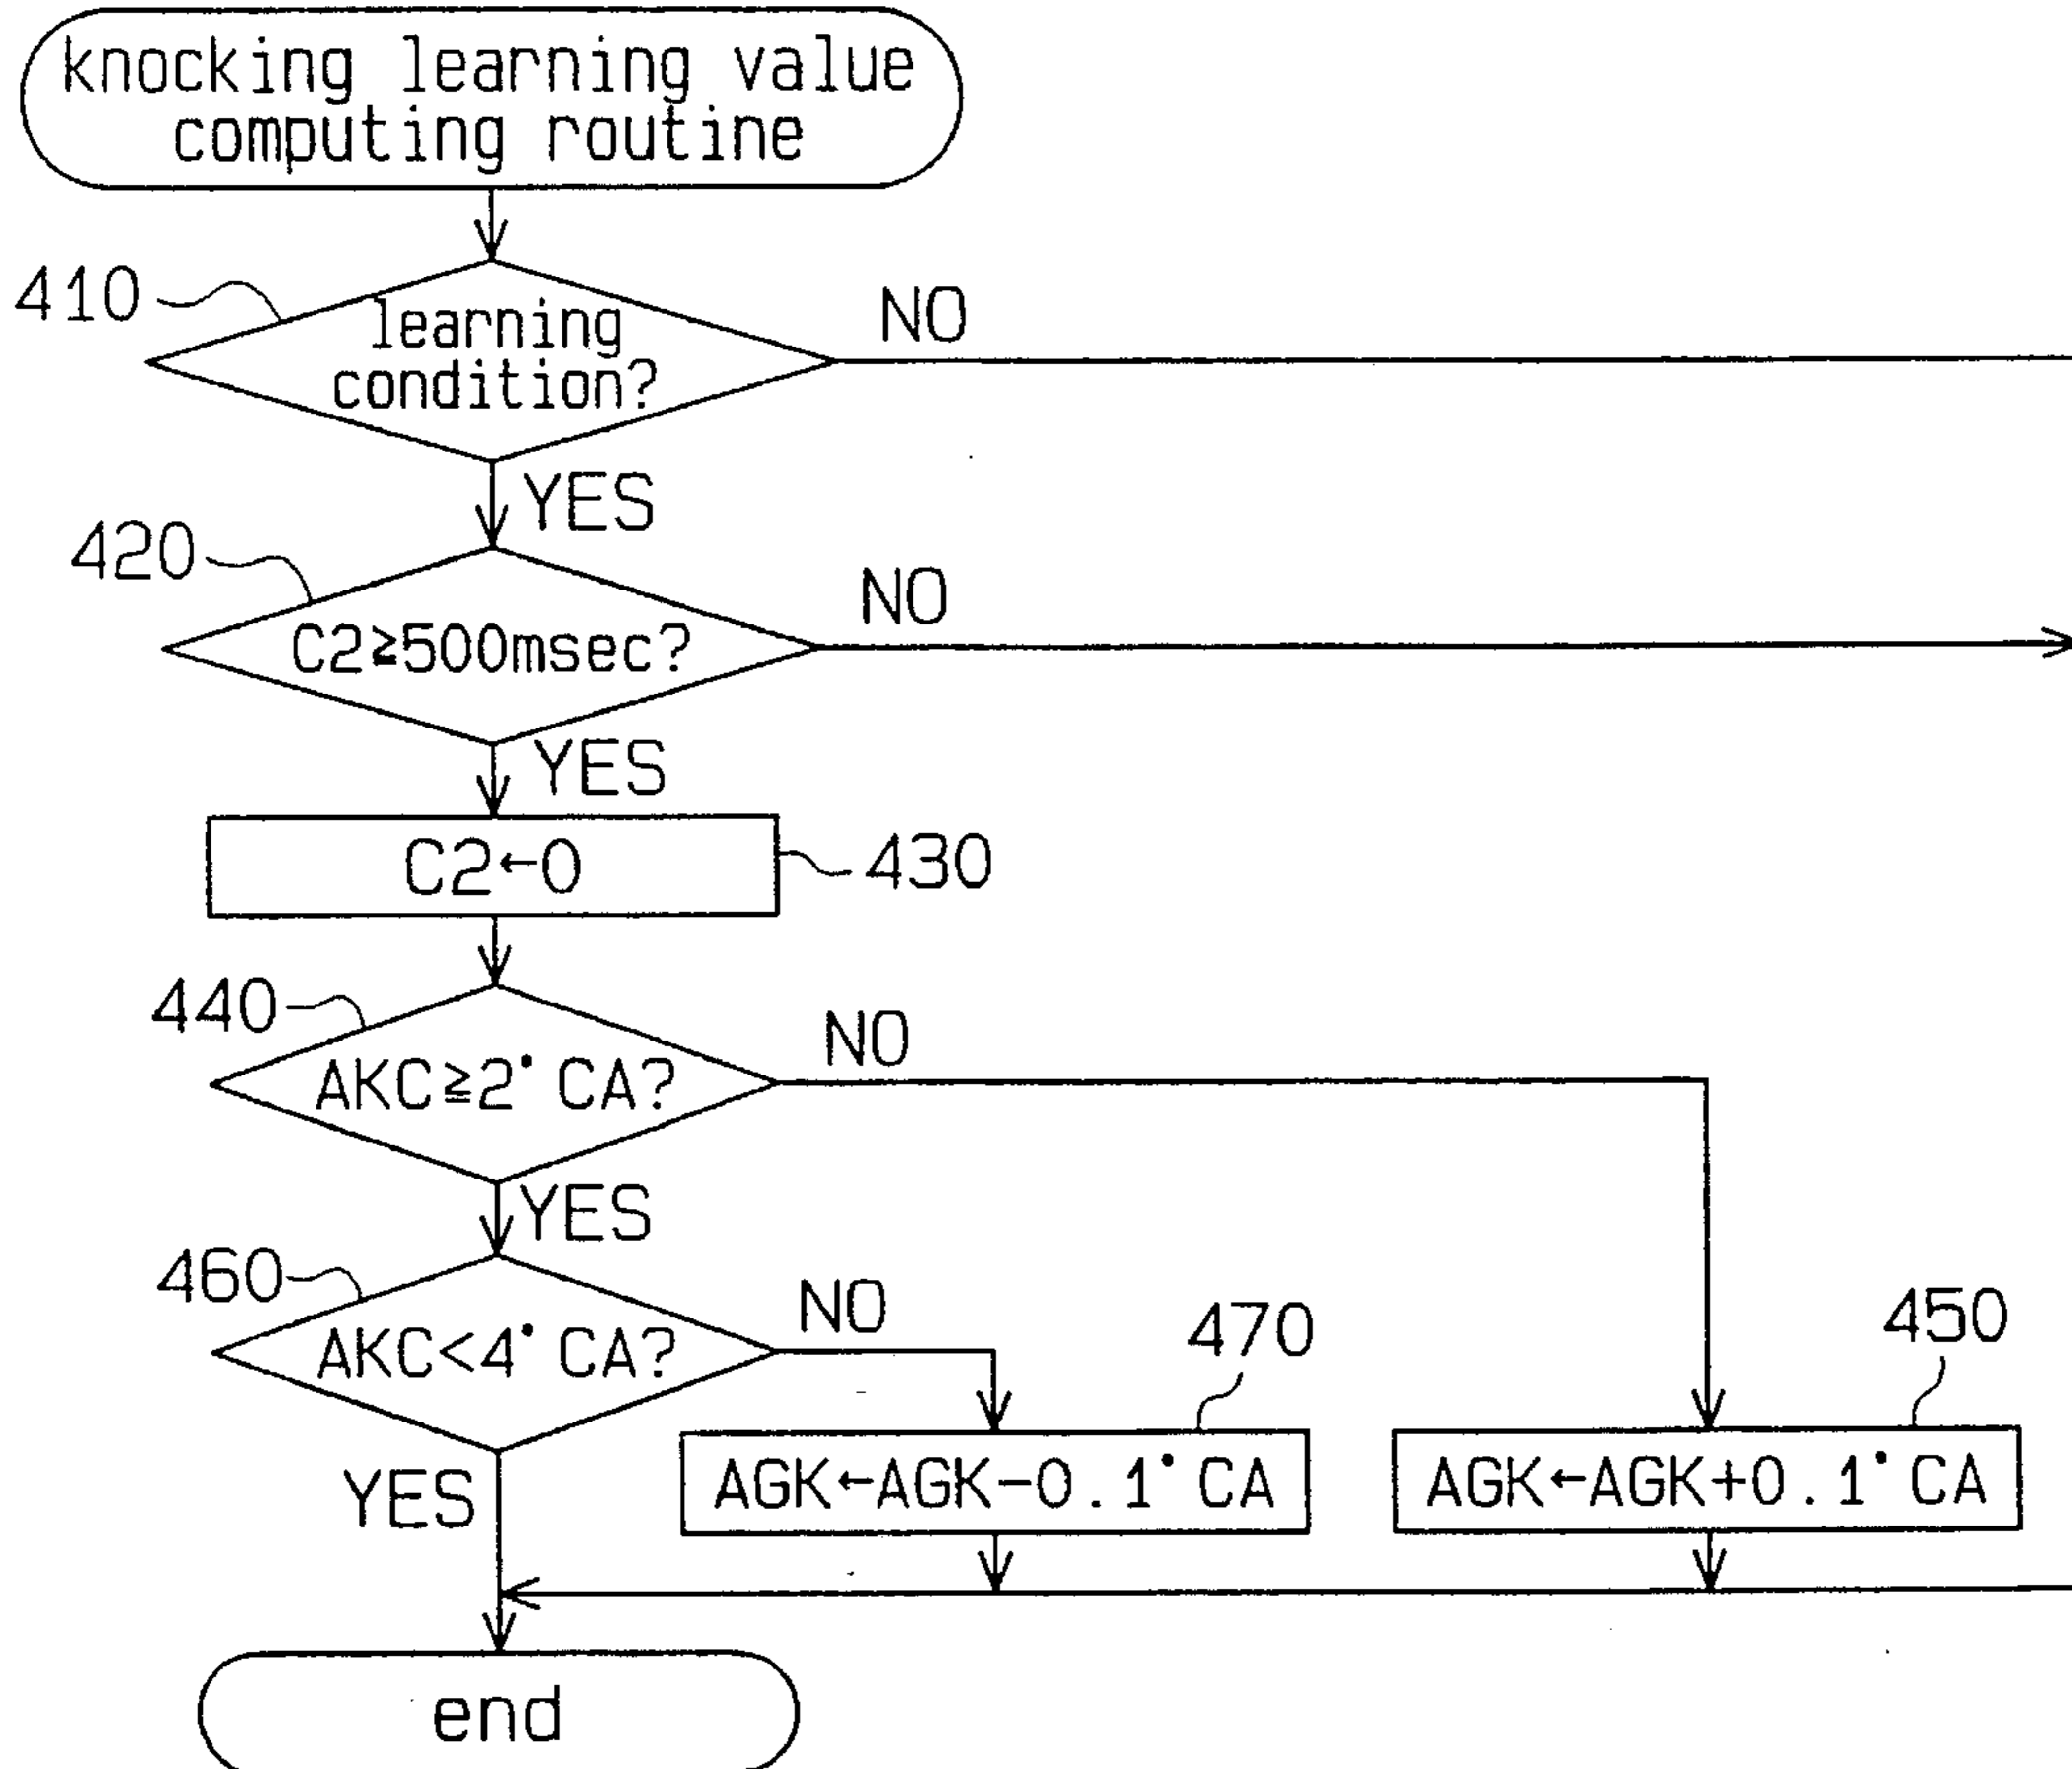 knocking learning value
computing routine
410
learning
condition?
NO
YES
420
C2≧500msec?
NO
YES
C2←0
430
440
AKC≧2°CA?
NO
YES
460
AKC<4°CA?
NO
470
450
YES
AGK←AGK-0.1°CA
AGK←AGK+0.1°CA
end